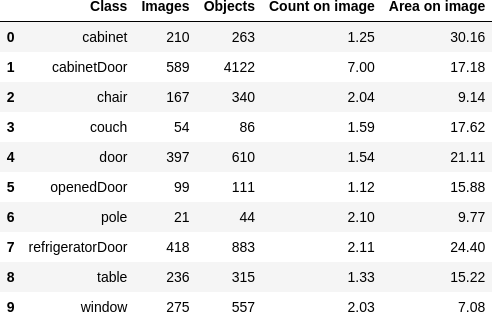 Class Images Objects Count on image Area on image
0 cabinet 210 263 1.25 30.16
1 cabinetDoor 589 4122 7.00 17.18
2 chair 167 340 2.04 9.14
3 couch 54 86 1.59 17.62
4 door 397 610 1.54 21.11
5 openedDoor 99 111 1.12 15.88
6 pole 21 44 2.10 9.77
7 refrigeratorDoor 418 883 2.11 24.40
8 table 236 315 1.33 15.22
9 window 275 557 2.03 7.08